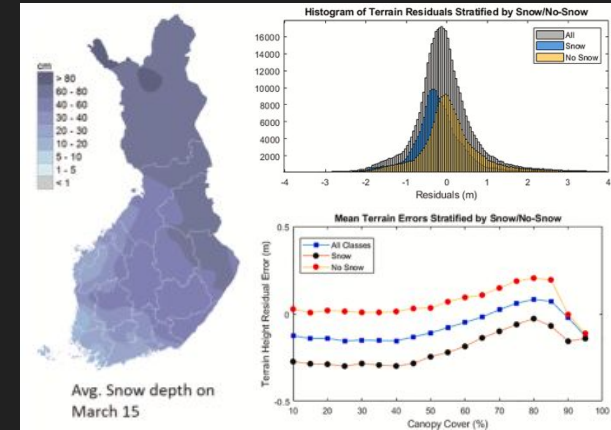 cm
> 80
60 - 80
40 - 60
30 - 40
20 - 30
10 - 20
5 - 10
1 - 5
< 1
Avg. Snow depth on
March 15
Histogram of Terrain Residuals Stratified by Snow/No-Snow
All
Snow
No Snow
16000
14000
12000
10000
8000
6000
4000
2000
-4 -3 -2 -1 0 1 2 3 4
Residuals (m)
Mean Terrain Errors Stratified by Snow/No-Snow
All Classes
Snow
No Snow
Terrain Height Residual Error (m)
0.5
0
-0.5
10 20 30 40 50 60 70 80 90 100
Canopy Cover (%)